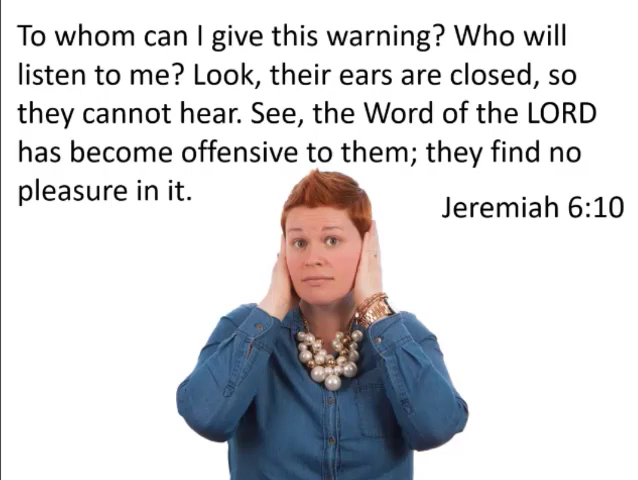 To whom can I give this warning? Who will
listen to me? Look, their ears are closed, so
they cannot hear. See, the Word of the LORD
has become offensive to them; they find no
pleasure in it.
Jeremiah 6:10